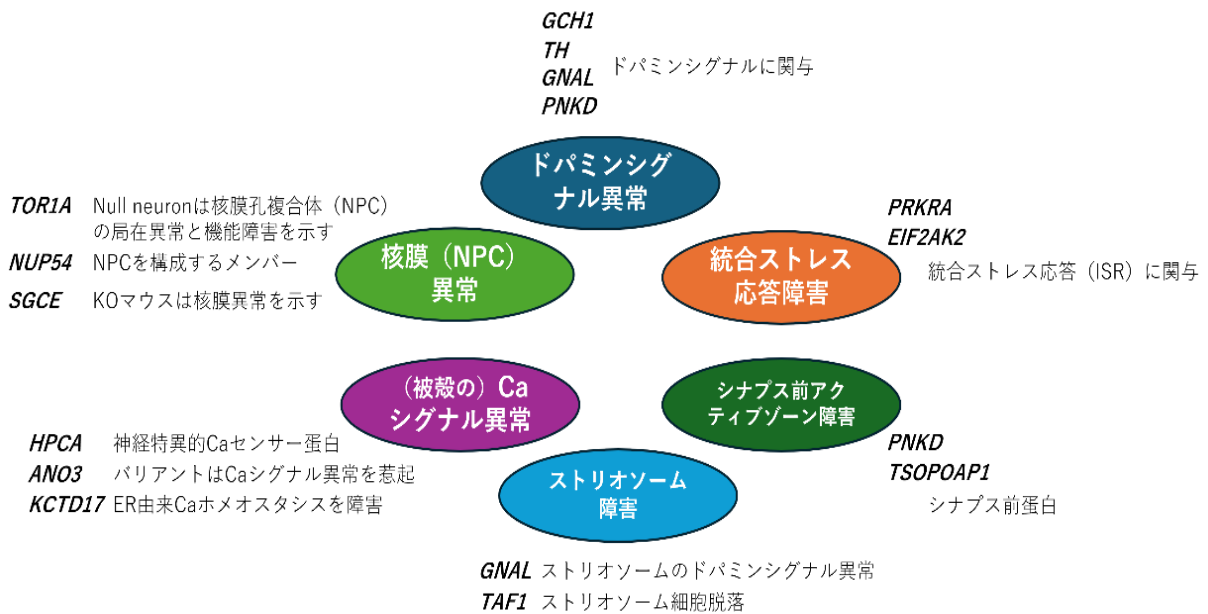 GCH1
TH
GNAL
PNKD
ドパミンシグナルに関与
ドパミンシグ
ナル異常
TOR1A Null neuronは核膜孔複合体（NPC）
の局在異常と機能障害を示す
NUP54 NPCを構成するメンバー
SGCE KOマウスは核膜異常を示す
核膜（NPC）
異常
統合ストレス
応答障害
PRKRA
EIF2AK2
統合ストレス応答（ISR）に関与
（被殻の）Ca
シグナル異常
シナプス前アク
ティブゾーン障害
HPCA 神経特異的Caセンサー蛋白
ANO3 バリアントはCaシグナル異常を惹起
KCTD17 ER由来Caホメオスタシスを障害
ストリオソーム
障害
PNKD
TSOPOAP1
シナプス前蛋白
GNAL ストリオソームのドパミンシグナル異常
TAF1 ストリオソーム細胞脱落